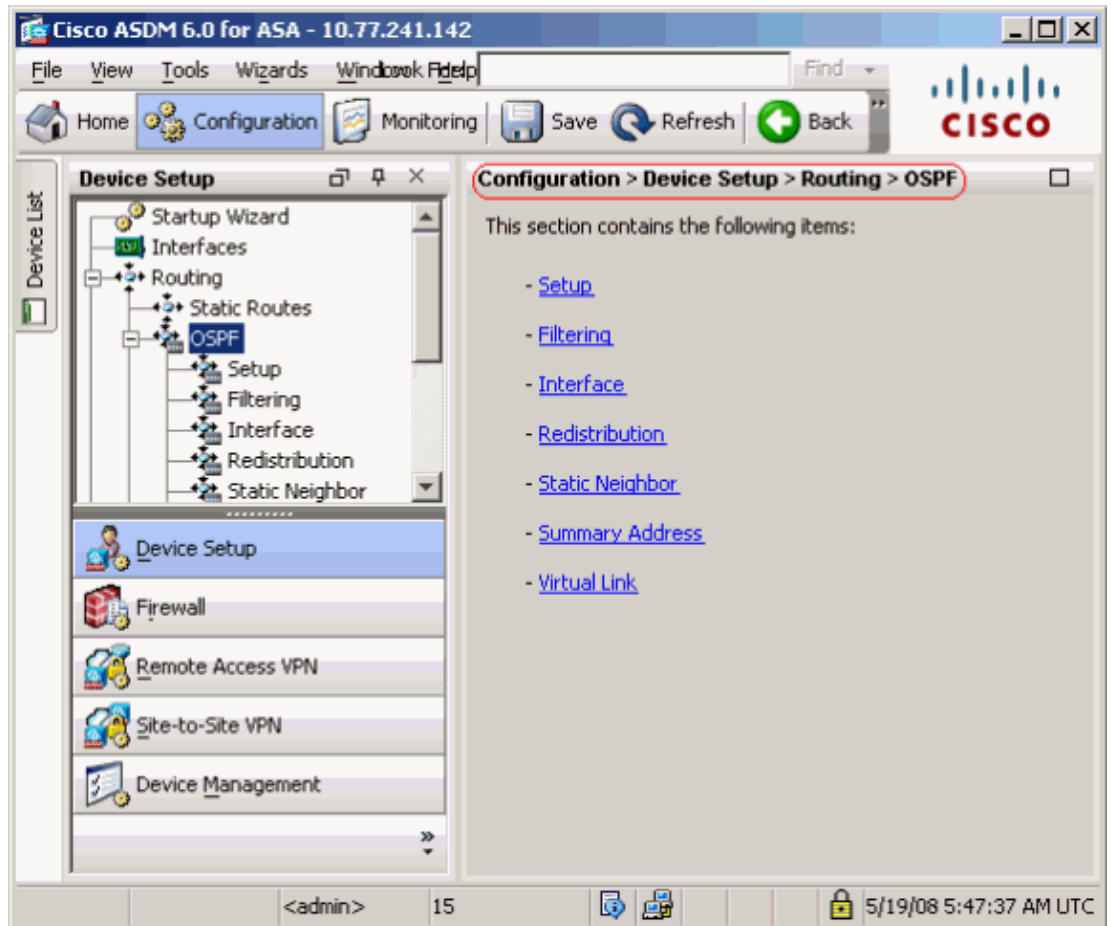 Cisco ASDM 6.0 for ASA - 10.77.241.142
File View Tools Wizards Window Help Find
Home Configuration Monitoring Save Refresh Back
CISCO
Device List
Device Setup
Startup Wizard
Interfaces
Routing
Static Routes
OSPF
Setup
Filtering
Interface
Redistribution
Static Neighbor
Device Setup
Firewall
Remote Access VPN
Site-to-Site VPN
Device Management
Configuration > Device Setup > Routing > OSPF
This section contains the following items:
- Setup
- Filtering
- Interface
- Redistribution
- Static Neighbor
- Summary Address
- Virtual Link
<admin> 15 5/19/08 5:47:37 AM UTC